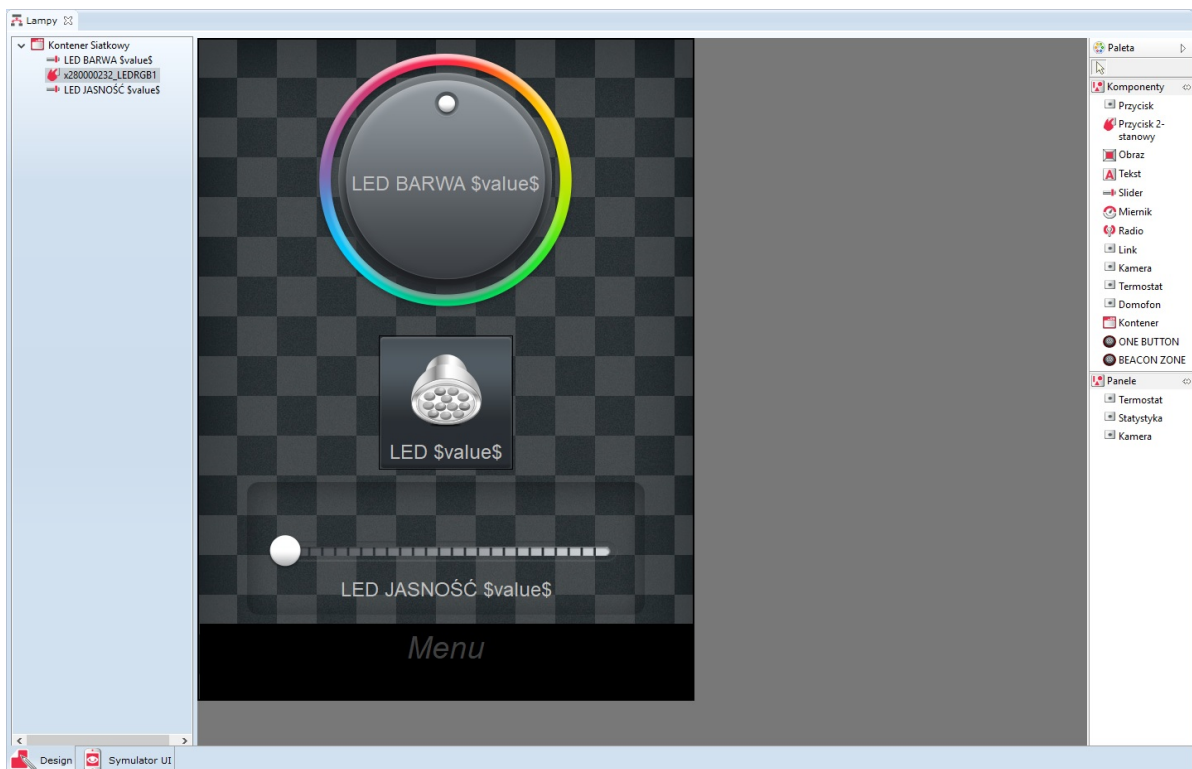 Lampy
Kontener Siatkowy
LED BARWA $value$
x280000232_LEDRGB1
LED JASNOŚĆ $value$
LED BARWA $value$
LED $value$
LED JASNOŚĆ $value$
Menu
Paleta
Komponenty
Przycisk
Przycisk 2-
stanowy
Obraz
Tekst
Slider
Miernik
Radio
Link
Kamera
Termostat
Domofon
Kontener
ONE BUTTON
BEACON ZONE
Panele
Termostat
Statystyka
Kamera
Design
Symulator UI